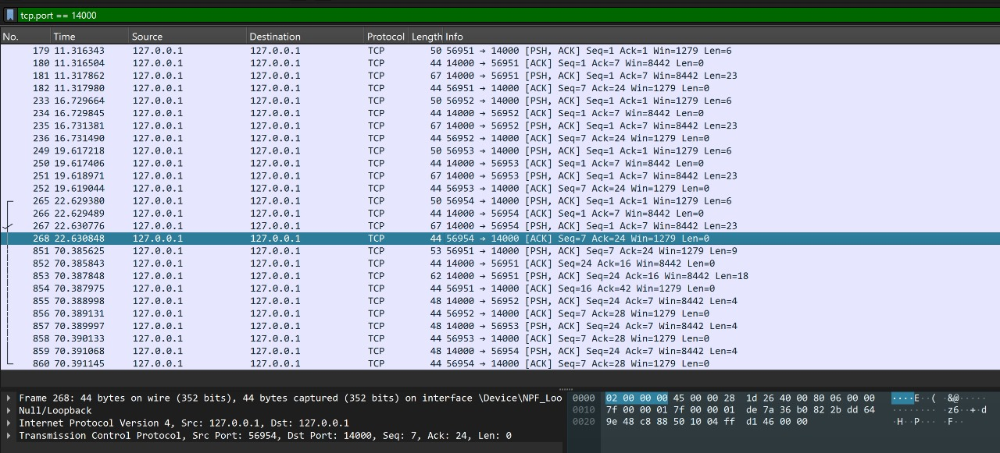 tcp.port == 14000
No. Time Source Destination Protocol Length Info
179 11.316343 127.0.0.1 127.0.0.1 TCP 50 56951 → 14000 [PSH, ACK] Seq=1 Ack=1 Win=1279 Len=6
180 11.316504 127.0.0.1 127.0.0.1 TCP 44 14000 → 56951 [ACK] Seq=1 Ack=7 Win=8442 Len=0
181 11.317862 127.0.0.1 127.0.0.1 TCP 67 14000 → 56951 [PSH, ACK] Seq=1 Ack=7 Win=8442 Len=23
182 11.317980 127.0.0.1 127.0.0.1 TCP 44 56951 → 14000 [ACK] Seq=7 Ack=24 Win=1279 Len=0
233 16.729664 127.0.0.1 127.0.0.1 TCP 50 56952 → 14000 [PSH, ACK] Seq=1 Ack=1 Win=1279 Len=6
234 16.729845 127.0.0.1 127.0.0.1 TCP 44 14000 → 56952 [ACK] Seq=1 Ack=7 Win=8442 Len=0
235 16.731381 127.0.0.1 127.0.0.1 TCP 67 14000 → 56952 [PSH, ACK] Seq=1 Ack=7 Win=8442 Len=23
236 16.731490 127.0.0.1 127.0.0.1 TCP 44 56952 → 14000 [ACK] Seq=7 Ack=24 Win=1279 Len=0
249 19.617218 127.0.0.1 127.0.0.1 TCP 50 56953 → 14000 [PSH, ACK] Seq=1 Ack=1 Win=1279 Len=6
250 19.617406 127.0.0.1 127.0.0.1 TCP 44 14000 → 56953 [ACK] Seq=1 Ack=7 Win=8442 Len=0
251 19.618971 127.0.0.1 127.0.0.1 TCP 67 14000 → 56953 [PSH, ACK] Seq=1 Ack=7 Win=8442 Len=23
252 19.619044 127.0.0.1 127.0.0.1 TCP 44 56953 → 14000 [ACK] Seq=7 Ack=24 Win=1279 Len=0
265 22.629380 127.0.0.1 127.0.0.1 TCP 50 56954 → 14000 [PSH, ACK] Seq=1 Ack=1 Win=1279 Len=6
266 22.629489 127.0.0.1 127.0.0.1 TCP 44 14000 → 56954 [ACK] Seq=1 Ack=7 Win=8442 Len=0
267 22.630776 127.0.0.1 127.0.0.1 TCP 67 14000 → 56954 [PSH, ACK] Seq=1 Ack=7 Win=8442 Len=23
268 22.630848 127.0.0.1 127.0.0.1 TCP 44 56954 → 14000 [ACK] Seq=7 Ack=24 Win=1279 Len=0
851 70.385625 127.0.0.1 127.0.0.1 TCP 53 56951 → 14000 [PSH, ACK] Seq=7 Ack=24 Win=1279 Len=9
852 70.385843 127.0.0.1 127.0.0.1 TCP 44 14000 → 56951 [ACK] Seq=24 Ack=16 Win=8442 Len=0
853 70.387848 127.0.0.1 127.0.0.1 TCP 62 14000 → 56951 [PSH, ACK] Seq=24 Ack=16 Win=8442 Len=18
854 70.387975 127.0.0.1 127.0.0.1 TCP 44 56951 → 14000 [ACK] Seq=16 Ack=42 Win=1279 Len=0
855 70.388998 127.0.0.1 127.0.0.1 TCP 48 14000 → 56952 [PSH, ACK] Seq=24 Ack=7 Win=8442 Len=4
856 70.389131 127.0.0.1 127.0.0.1 TCP 44 56952 → 14000 [ACK] Seq=7 Ack=28 Win=1279 Len=0
857 70.389997 127.0.0.1 127.0.0.1 TCP 48 14000 → 56953 [PSH, ACK] Seq=24 Ack=7 Win=8442 Len=4
858 70.390133 127.0.0.1 127.0.0.1 TCP 44 56953 → 14000 [ACK] Seq=7 Ack=28 Win=1279 Len=0
859 70.391068 127.0.0.1 127.0.0.1 TCP 48 14000 → 56954 [PSH, ACK] Seq=24 Ack=7 Win=8442 Len=4
860 70.391145 127.0.0.1 127.0.0.1 TCP 44 56954 → 14000 [ACK] Seq=7 Ack=28 Win=1279 Len=0
Frame 268: 44 bytes on wire (352 bits), 44 bytes captured (352 bits) on interface \Device\NPF_Loo
Null/Loopback
Internet Protocol Version 4, Src: 127.0.0.1, Dst: 127.0.0.1
Transmission Control Protocol, Src Port: 56954, Dst Port: 14000, Seq: 7, Ack: 24, Len: 0
0000 02 00 00 00 45 00 00 28 1d 26 40 00 80 06 00 00 ····E··( ·&@·····
0010 7f 00 00 01 7f 00 00 01 de 7a 36 b0 82 2b dd 64 ········ ·z6··+·d
0020 9e 48 c8 88 50 10 04 ff d1 46 00 00 ·H··P··· ·F··